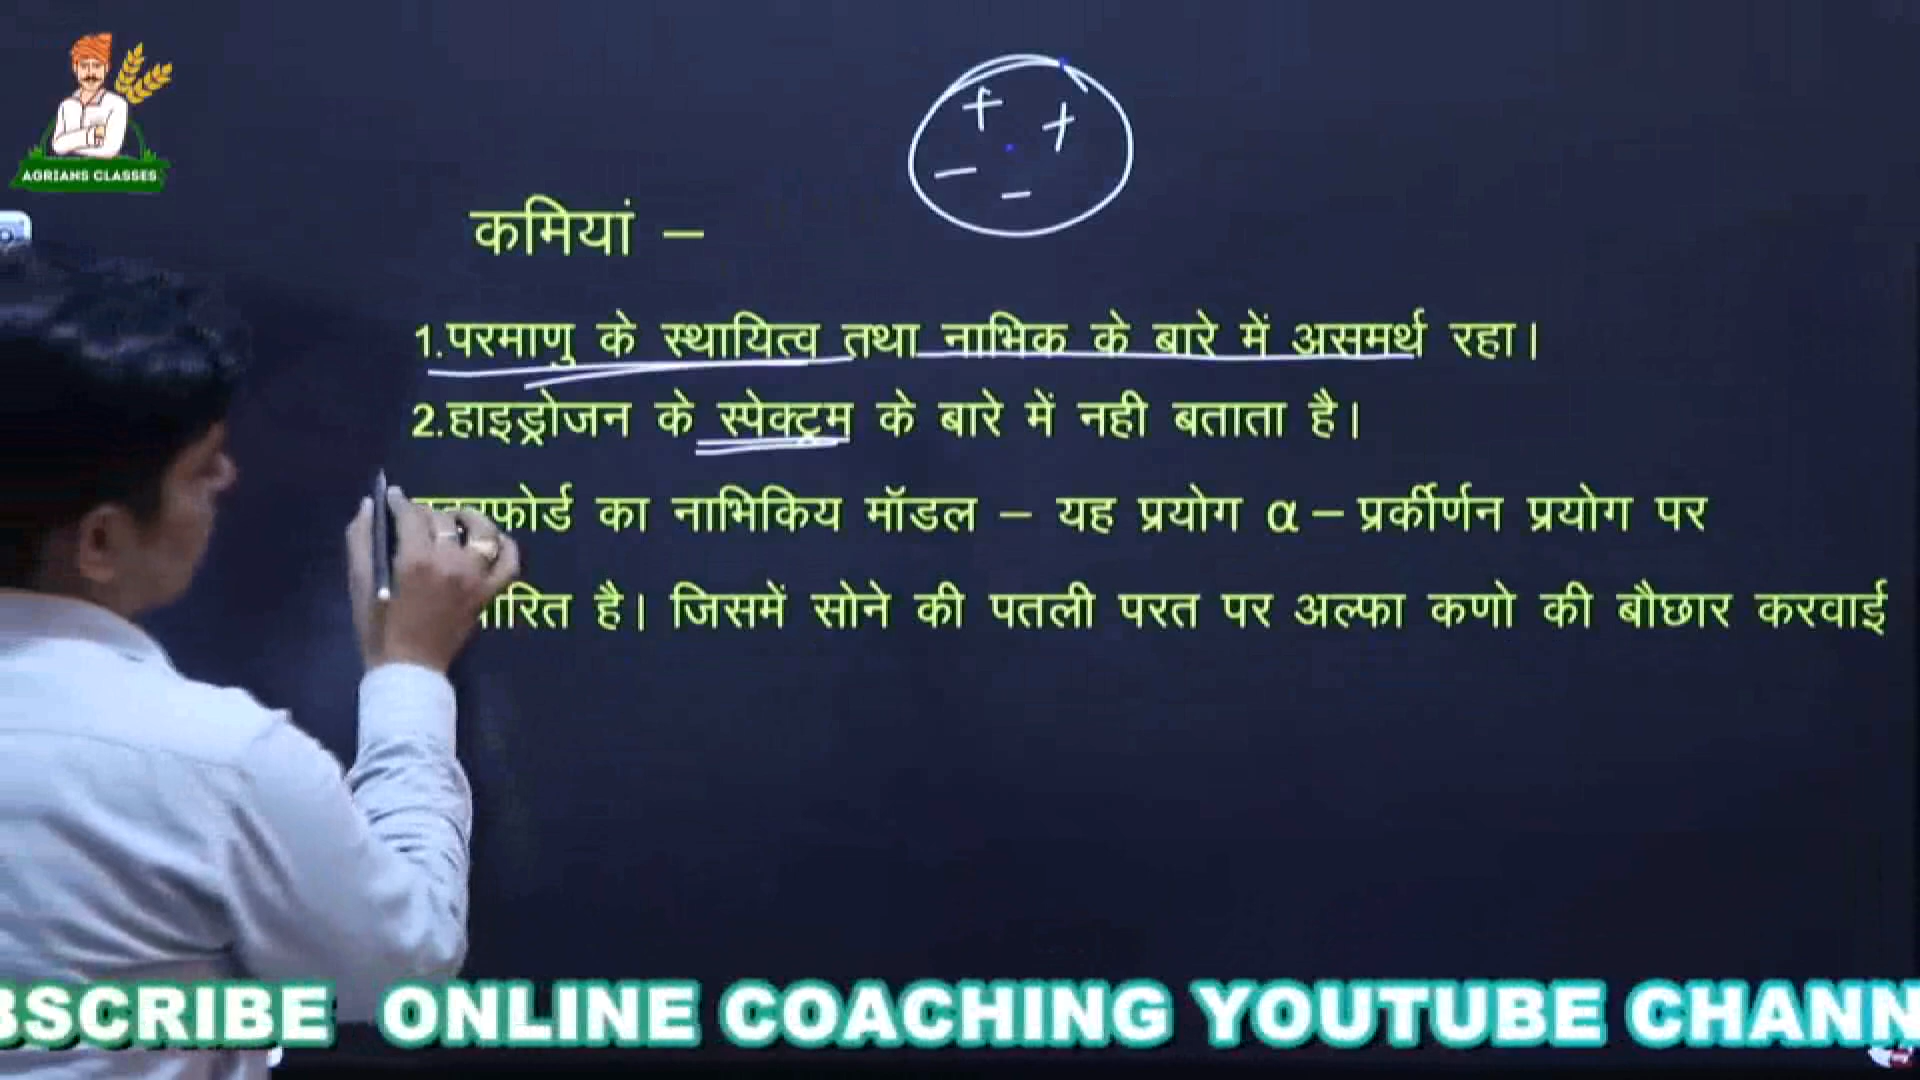 AGRIANS CLASSES
+ +
– –
कमियां –
1.परमाणु के स्थायित्व तथा नाभिक के बारे में असमर्थ रहा।
2.हाइड्रोजन के स्पेक्ट्रम के बारे में नही बताता है।
का नाभिकिय मॉडल – यह प्रयोग α – प्रर्कीर्णन प्रयोग पर
है। जिसमें सोने की पतली परत पर अल्फा कणो की बौछार करवाई
BSCRIBE ONLINE COACHING YOUTUBE CHANN